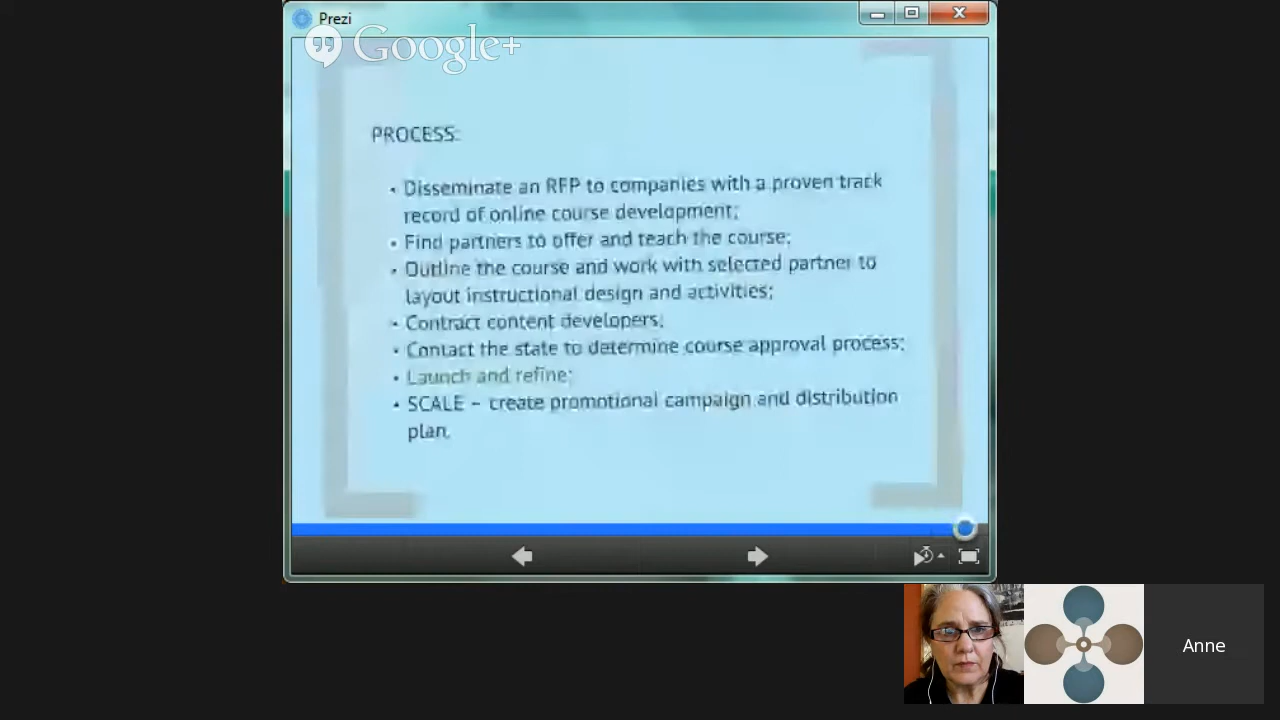 Prezi
Google+
PROCESS:
• Disseminate an RFP to companies with a proven track
record of online course development;
• Find partners to offer and teach the course;
• Outline the course and work with selected partner to
layout instructional design and activities;
• Contract content developers;
• Contact the state to determine course approval process;
• Launch and refine;
• SCALE – create promotional campaign and distribution
plan.
Anne